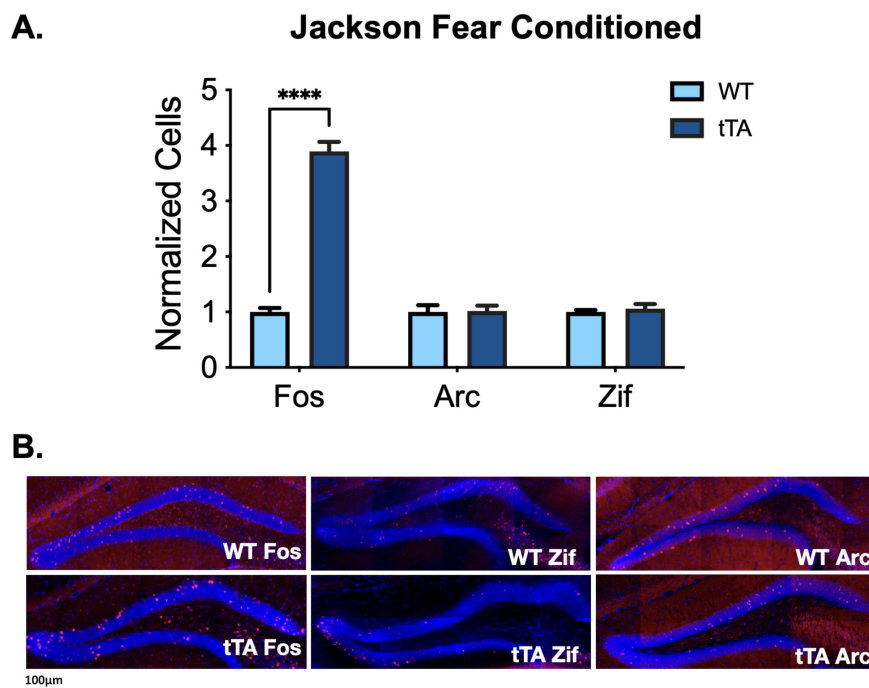 A.
Jackson Fear Conditioned
Normalized Cells
5
4
3
2
1
0
****
WT
tTA
Fos
Arc
Zif
B.
WT Fos
WT Zif
WT Arc
tTA Fos
tTA Zif
tTA Arc
100µm